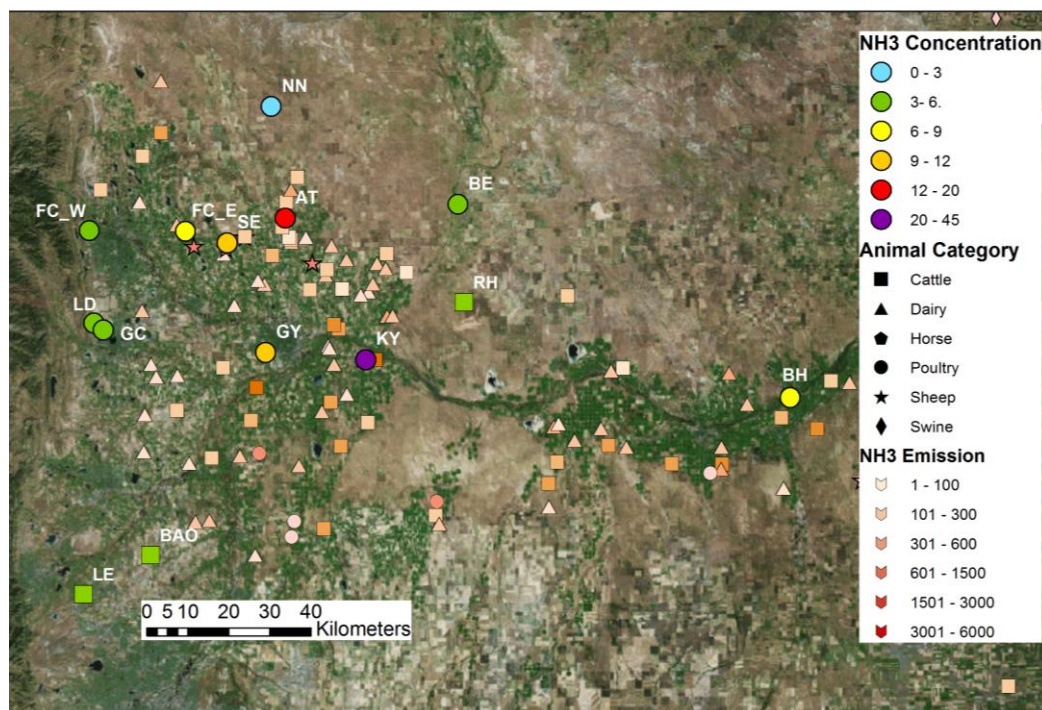 NN
BE
AT
FC_W
FC_E
SE
RH
LD
GC
GY
KY
BH
BAO
LE
0 5 10 20 30 40
Kilometers
NH3 Concentration
0 - 3
3- 6.
6 - 9
9 - 12
12 - 20
20 - 45
Animal Category
Cattle
Dairy
Horse
Poultry
Sheep
Swine
NH3 Emission
1 - 100
101 - 300
301 - 600
601 - 1500
1501 - 3000
3001 - 6000